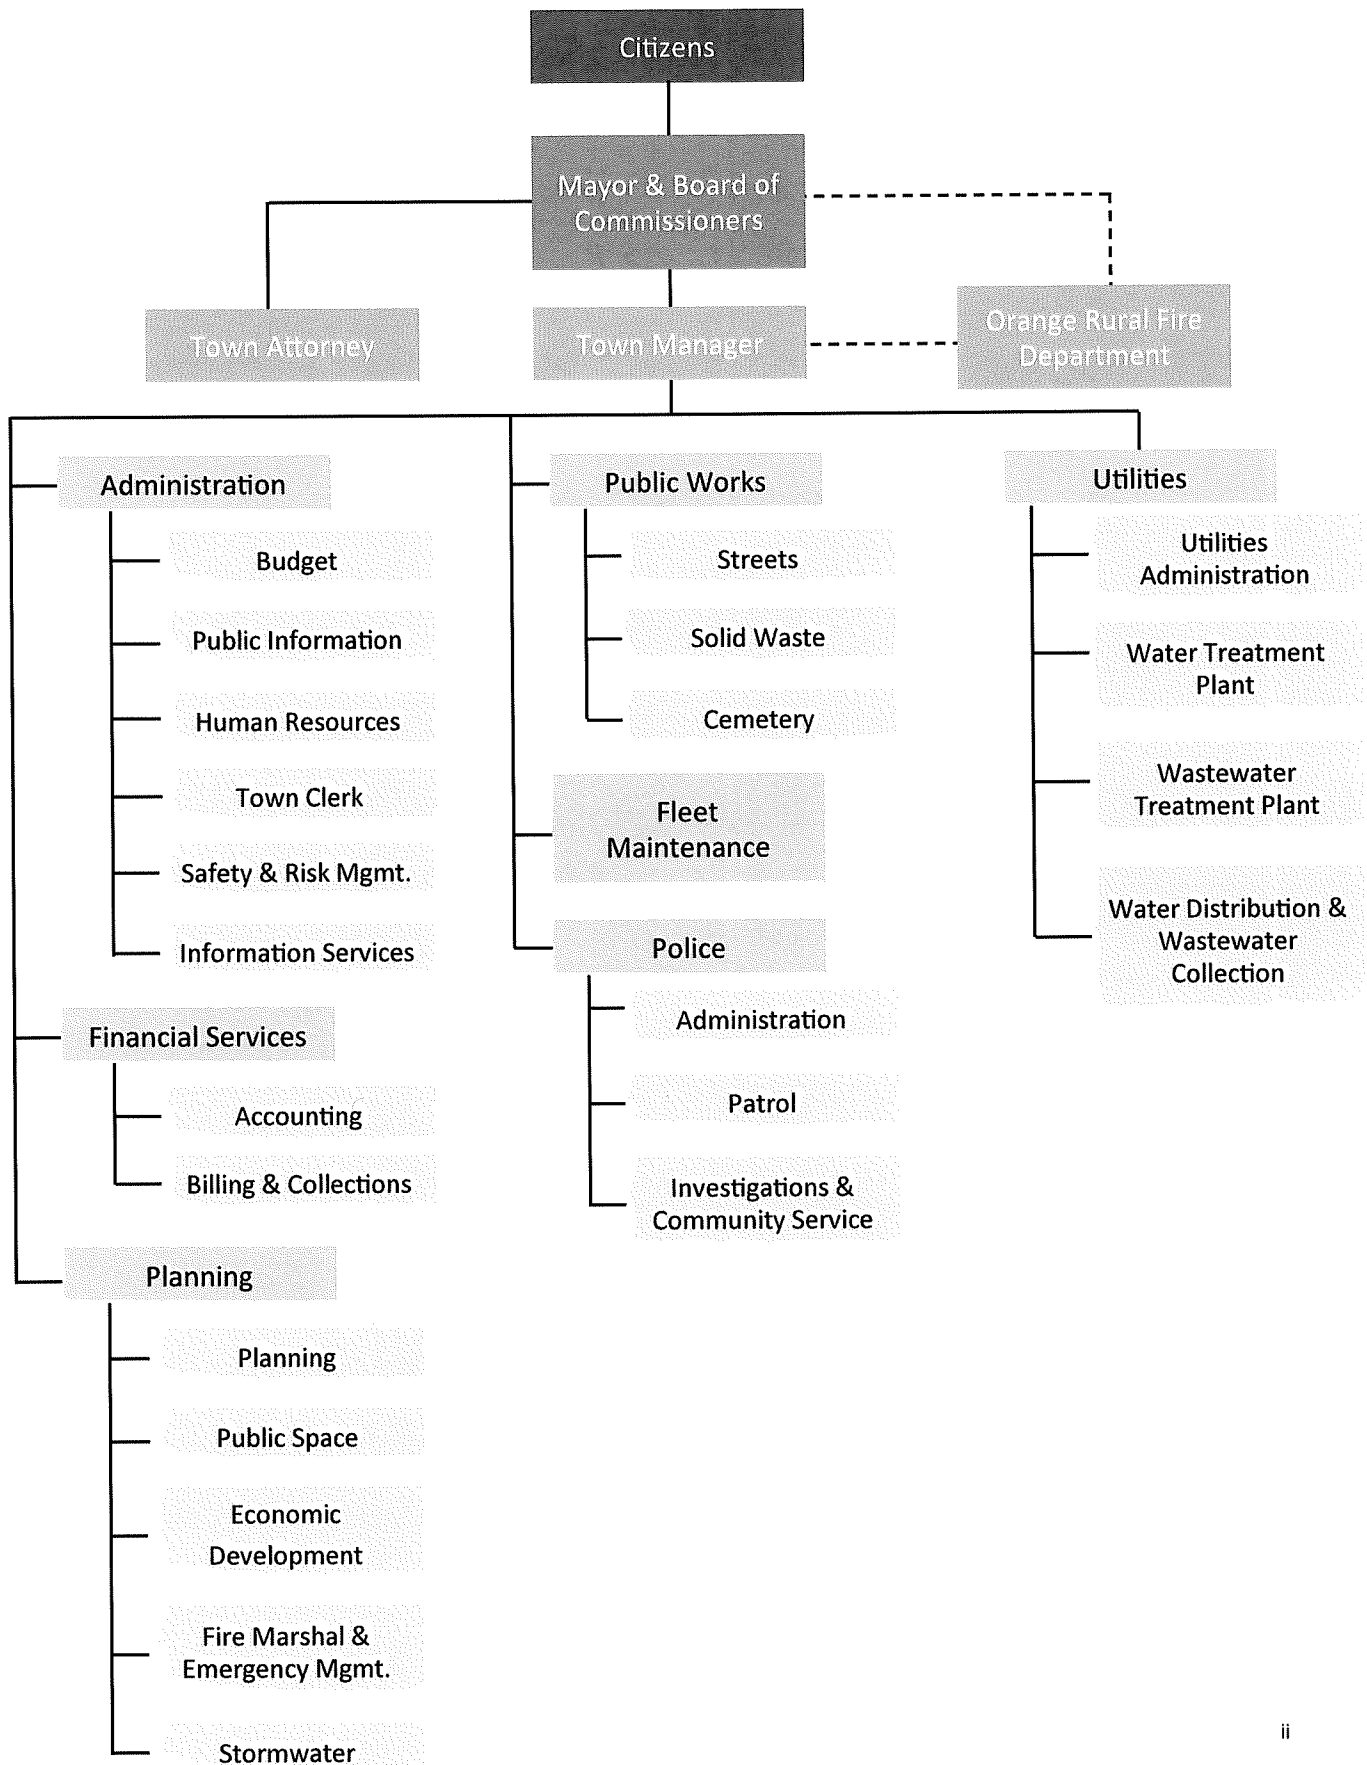 Citizens
Mayor & Board of
Commissioners
Town Attorney
Town Manager
Orange Rural Fire
Department
Administration
Budget
Public Information
Human Resources
Town Clerk
Safety & Risk Mgmt.
Information Services
Financial Services
Accounting
Billing & Collections
Planning
Planning
Public Space
Economic
Development
Fire Marshal &
Emergency Mgmt.
Stormwater
Public Works
Streets
Solid Waste
Cemetery
Fleet
Maintenance
Police
Administration
Patrol
Investigations &
Community Service
Utilities
Utilities
Administration
Water Treatment
Plant
Wastewater
Treatment Plant
Water Distribution &
Wastewater
Collection
ii